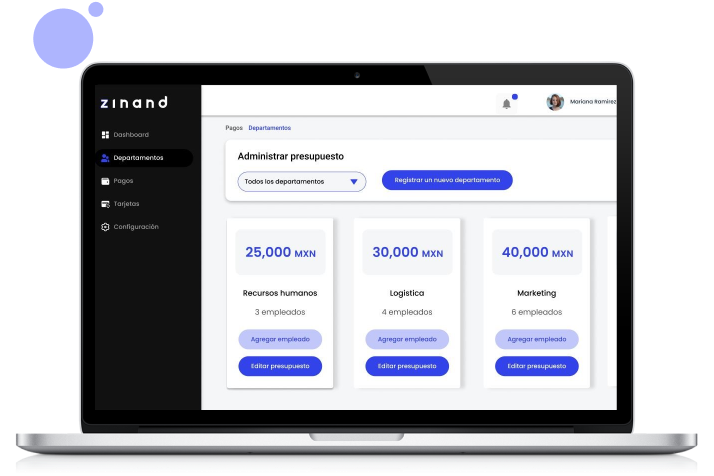 zinand
Mariana Ramirez
Dashboard
Departamentos
Pagos
Tarjetas
Configuración
Pagos Departamentos
Administrar presupuesto
Todos los departamentos
Registrar un nuevo departamento
25,000 MXN
Recursos humanos
3 empleados
Agregar empleado
Editar presupuesto
30,000 MXN
Logistica
4 empleados
Agregar empleado
Editar presupuesto
40,000 MXN
Marketing
6 empleados
Agregar empleado
Editar presupuesto